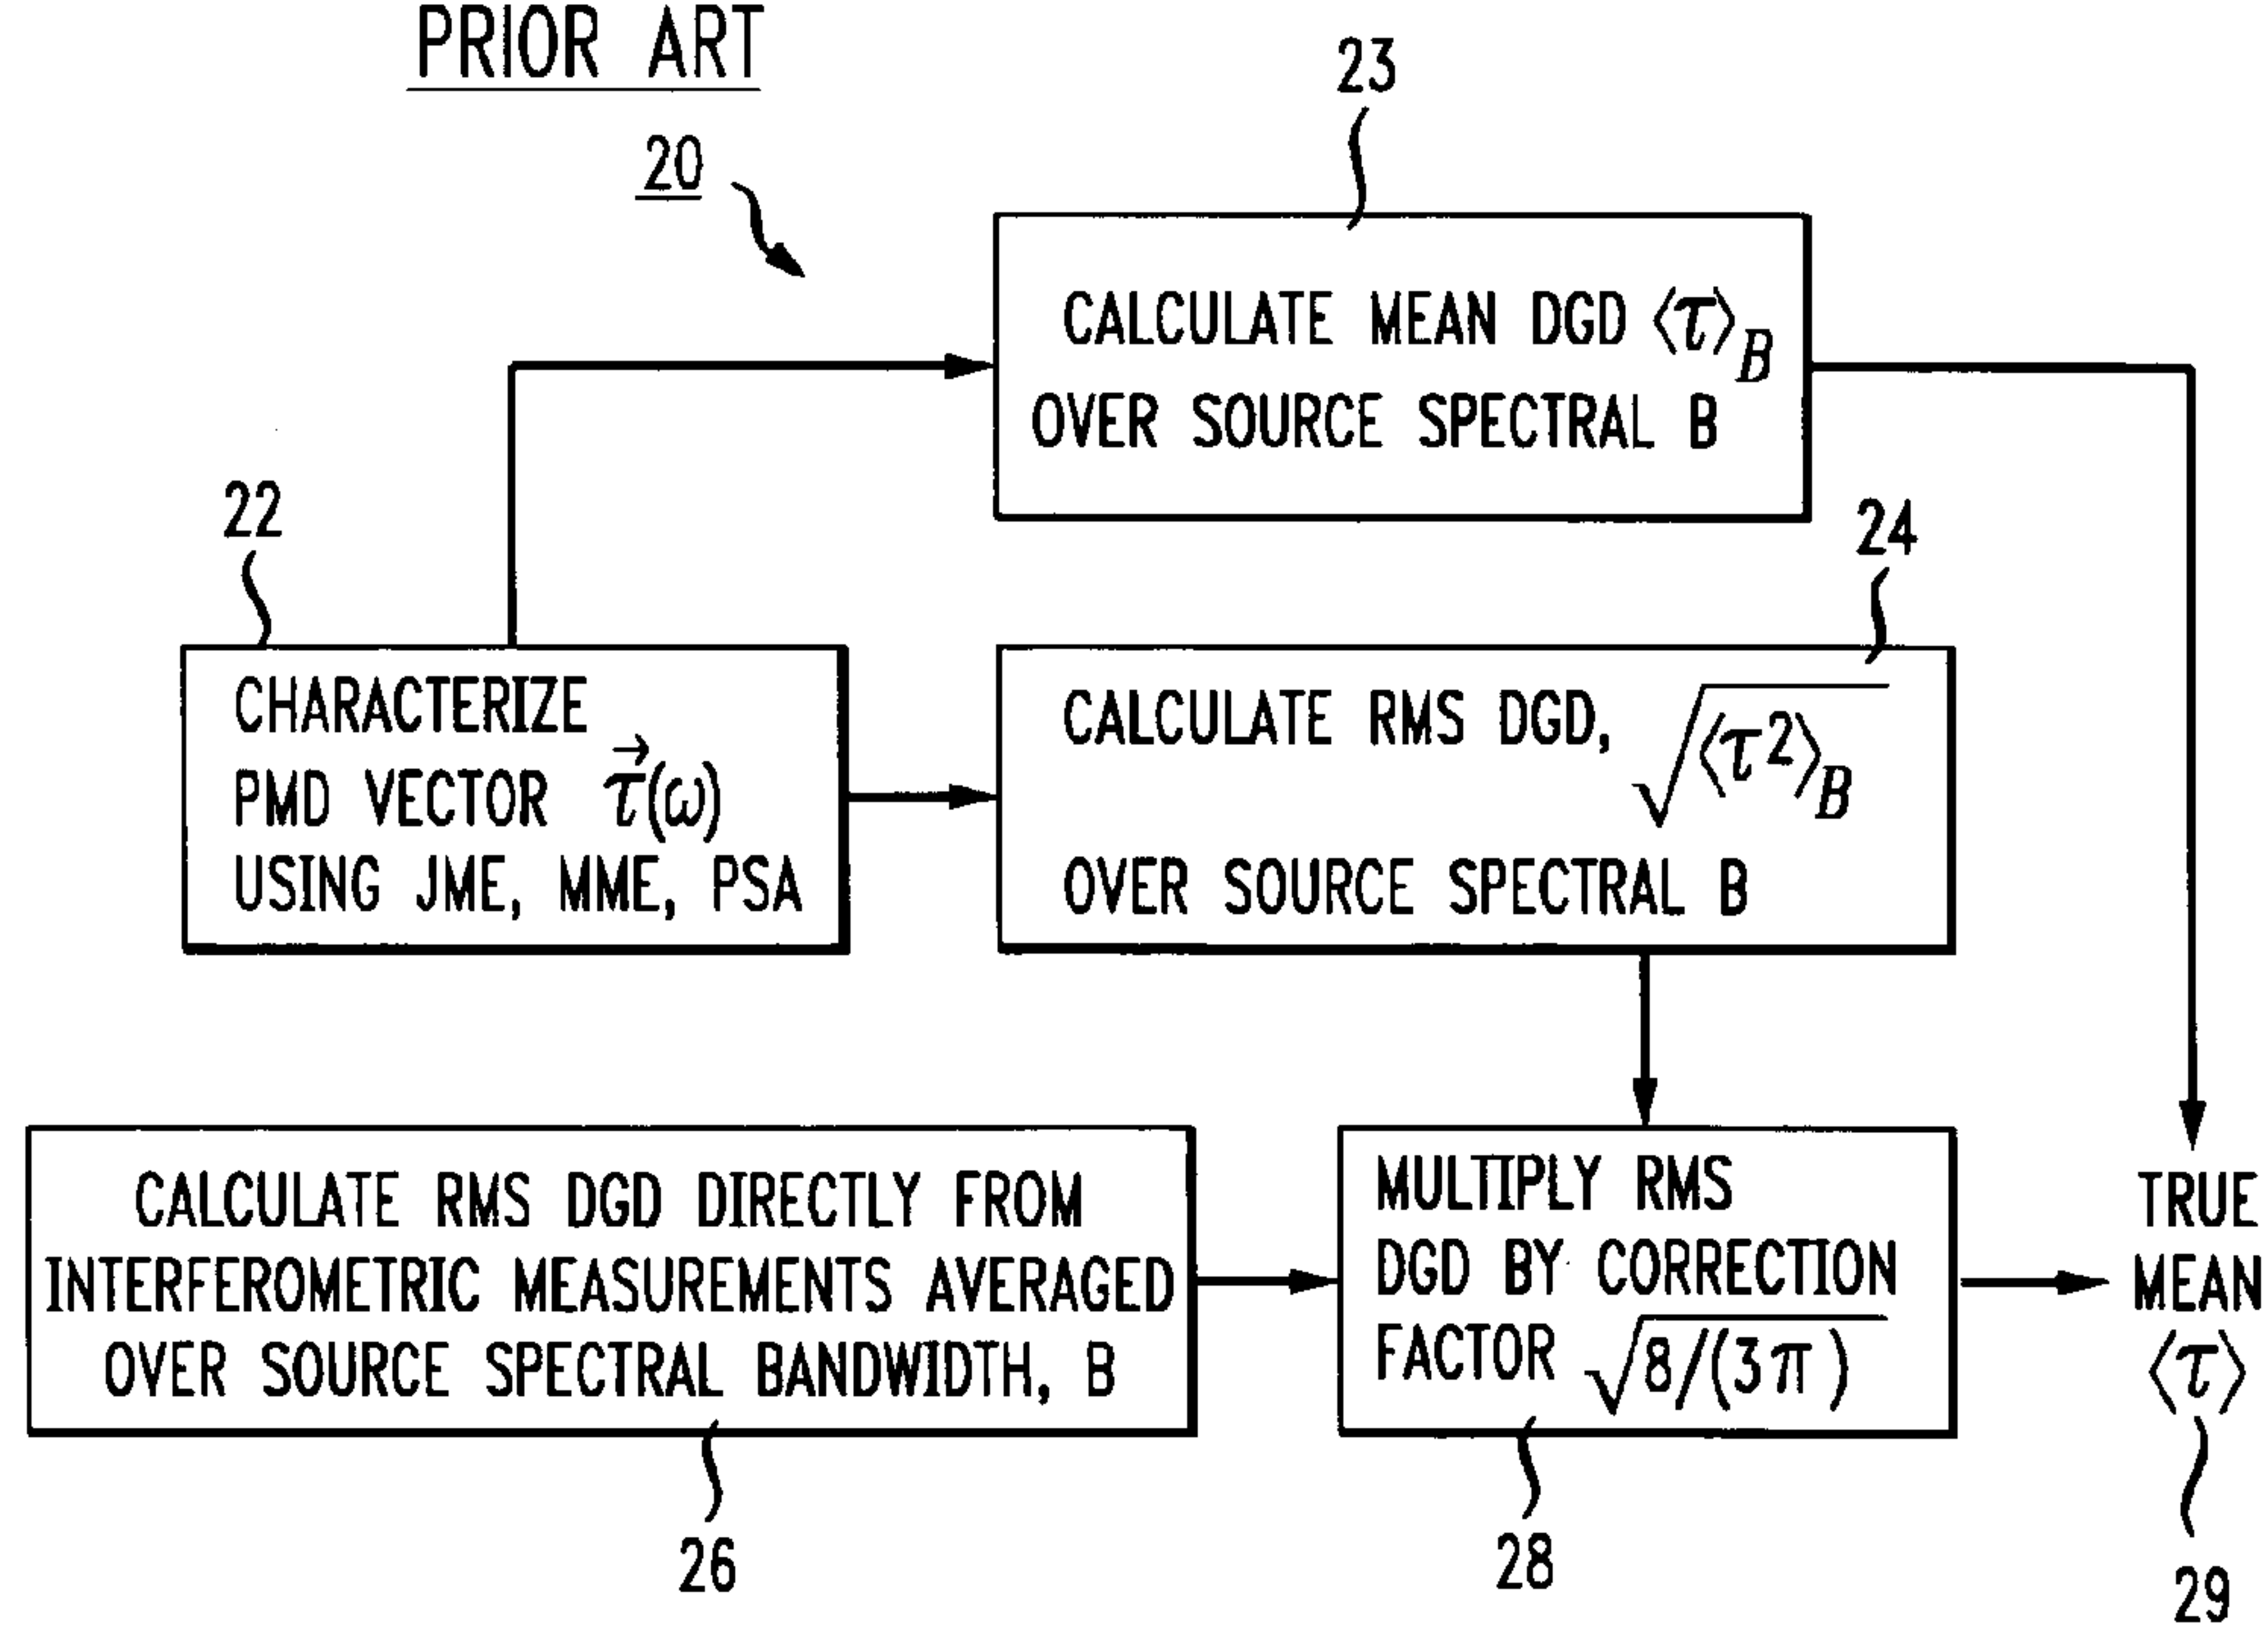 PRIOR ART
20
23
CALCULATE MEAN DGD ⟨τ⟩_B
OVER SOURCE SPECTRAL B
22
CHARACTERIZE
PMD VECTOR τ⃗(ω)
USING JME, MME, PSA
24
CALCULATE RMS DGD, √⟨τ²⟩_B
OVER SOURCE SPECTRAL B
CALCULATE RMS DGD DIRECTLY FROM
INTERFEROMETRIC MEASUREMENTS AVERAGED
OVER SOURCE SPECTRAL BANDWIDTH, B
26
MULTIPLY RMS
DGD BY CORRECTION
FACTOR √8/(3π)
28
TRUE
MEAN
⟨τ⟩
29